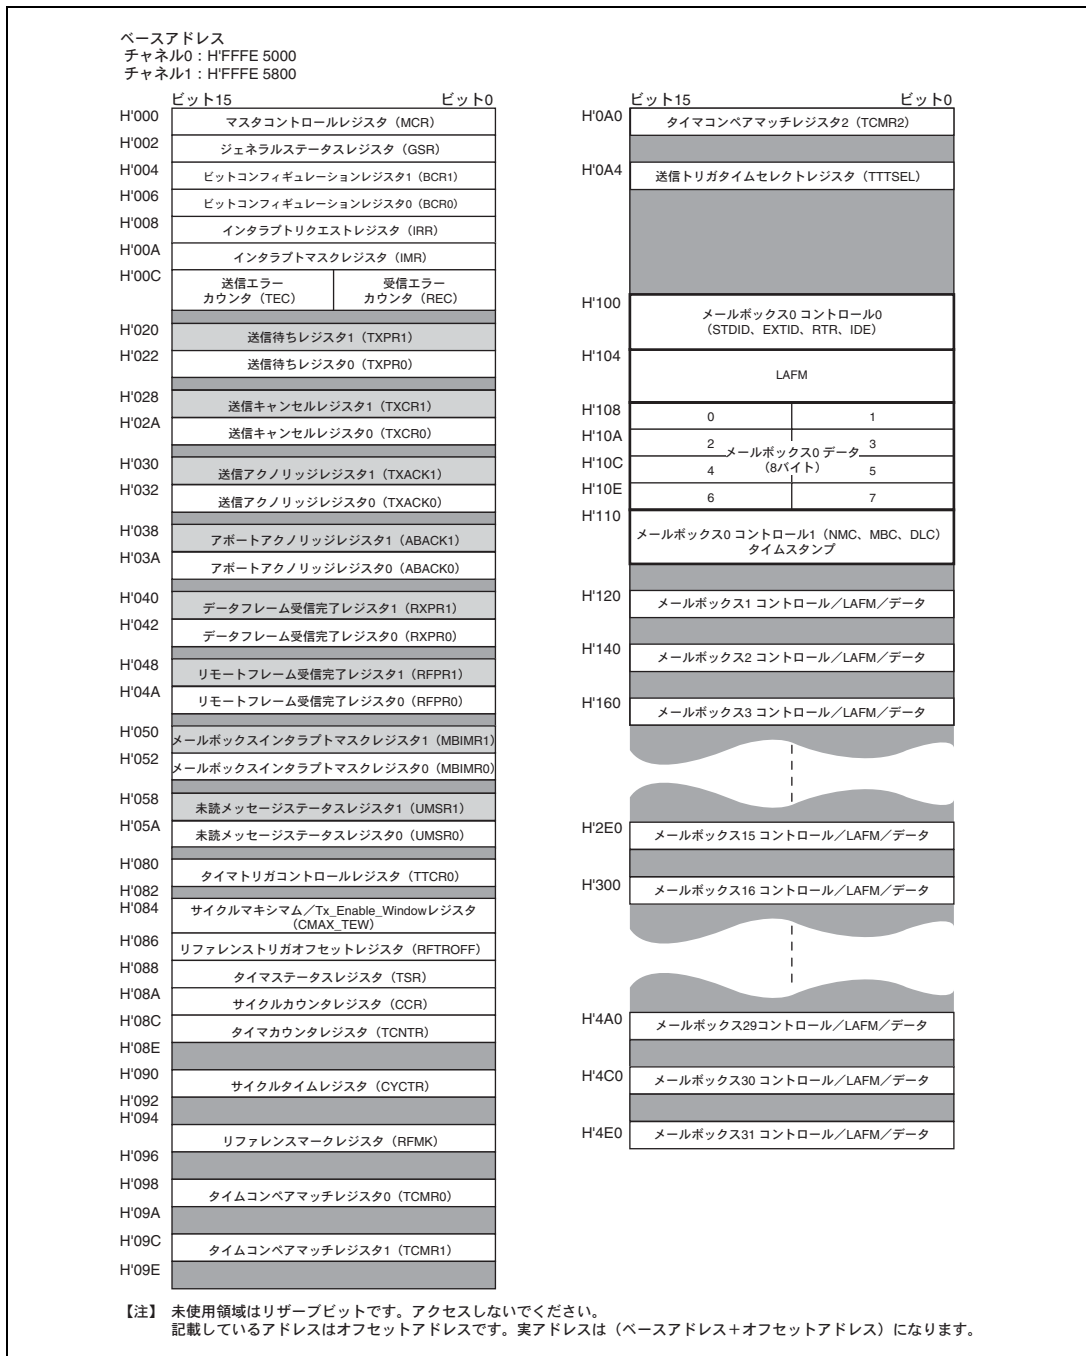 ベースアドレス
チャネル0：H'FFFE 5000
チャネル1：H'FFFE 5800
ビット15 ビット0
H'000 マスタコントロールレジスタ（MCR）
H'002 ジェネラルステータスレジスタ（GSR）
H'004 ビットコンフィギュレーションレジスタ1（BCR1）
H'006 ビットコンフィギュレーションレジスタ0（BCR0）
H'008 インタラプトリクエストレジスタ（IRR）
H'00A インタラプトマスクレジスタ（IMR）
H'00C 送信エラー 受信エラー
カウンタ（TEC） カウンタ（REC）
H'020 送信待ちレジスタ1（TXPR1）
H'022 送信待ちレジスタ0（TXPR0）
H'028 送信キャンセルレジスタ1（TXCR1）
H'02A 送信キャンセルレジスタ0（TXCR0）
H'030 送信アクノリッジレジスタ1（TXACK1）
H'032 送信アクノリッジレジスタ0（TXACK0）
H'038 アボートアクノリッジレジスタ1（ABACK1）
H'03A アボートアクノリッジレジスタ0（ABACK0）
H'040 データフレーム受信完了レジスタ1（RXPR1）
H'042 データフレーム受信完了レジスタ0（RXPR0）
H'048 リモートフレーム受信完了レジスタ1（RFPR1）
H'04A リモートフレーム受信完了レジスタ0（RFPR0）
H'050 メールボックスインタラプトマスクレジスタ1（MBIMR1）
H'052 メールボックスインタラプトマスクレジスタ0（MBIMR0）
H'058 未読メッセージステータスレジスタ1（UMSR1）
H'05A 未読メッセージステータスレジスタ0（UMSR0）
H'080 タイマトリガコントロールレジスタ（TTCR0）
H'082
H'084 サイクルマキシマム／Tx_Enable_Windowレジスタ
（CMAX_TEW）
H'086 リファレンストリガオフセットレジスタ（RFTROFF）
H'088 タイマステータスレジスタ（TSR）
H'08A サイクルカウンタレジスタ（CCR）
H'08C タイマカウンタレジスタ（TCNTR）
H'08E
H'090 サイクルタイムレジスタ（CYCTR）
H'092
H'094
リファレンスマークレジスタ（RFMK）
H'096
H'098 タイムコンペアマッチレジスタ0（TCMR0）
H'09A
H'09C タイムコンペアマッチレジスタ1（TCMR1）
H'09E
ビット15 ビット0
H'0A0 タイマコンペアマッチレジスタ2（TCMR2）
H'0A4 送信トリガタイムセレクトレジスタ（TTTSEL）
H'100 メールボックス0 コントロール0
（STDID、EXTID、RTR、IDE）
H'104 LAFM
H'108 0 1
H'10A 2 メールボックス0 データ 3
H'10C 4 （8バイト） 5
H'10E 6 7
H'110 メールボックス0 コントロール1（NMC、MBC、DLC）
タイムスタンプ
H'120 メールボックス1 コントロール／LAFM／データ
H'140 メールボックス2 コントロール／LAFM／データ
H'160 メールボックス3 コントロール／LAFM／データ
H'2E0 メールボックス15 コントロール／LAFM／データ
H'300 メールボックス16 コントロール／LAFM／データ
H'4A0 メールボックス29コントロール／LAFM／データ
H'4C0 メールボックス30 コントロール／LAFM／データ
H'4E0 メールボックス31 コントロール／LAFM／データ
【注】 未使用領域はリザーブビットです。アクセスしないでください。
記載しているアドレスはオフセットアドレスです。実アドレスは（ベースアドレス＋オフセットアドレス）になります。